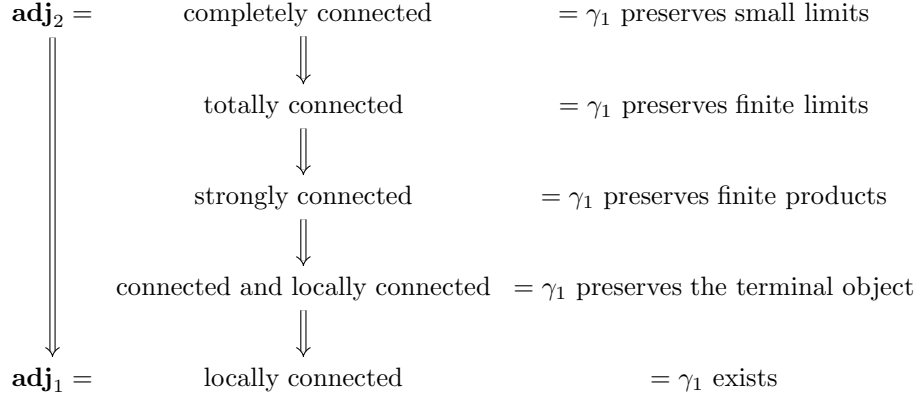 adj₂ = completely connected = γ₁ preserves small limits
totally connected = γ₁ preserves finite limits
strongly connected = γ₁ preserves finite products
connected and locally connected = γ₁ preserves the terminal object
adj₁ = locally connected = γ₁ exists